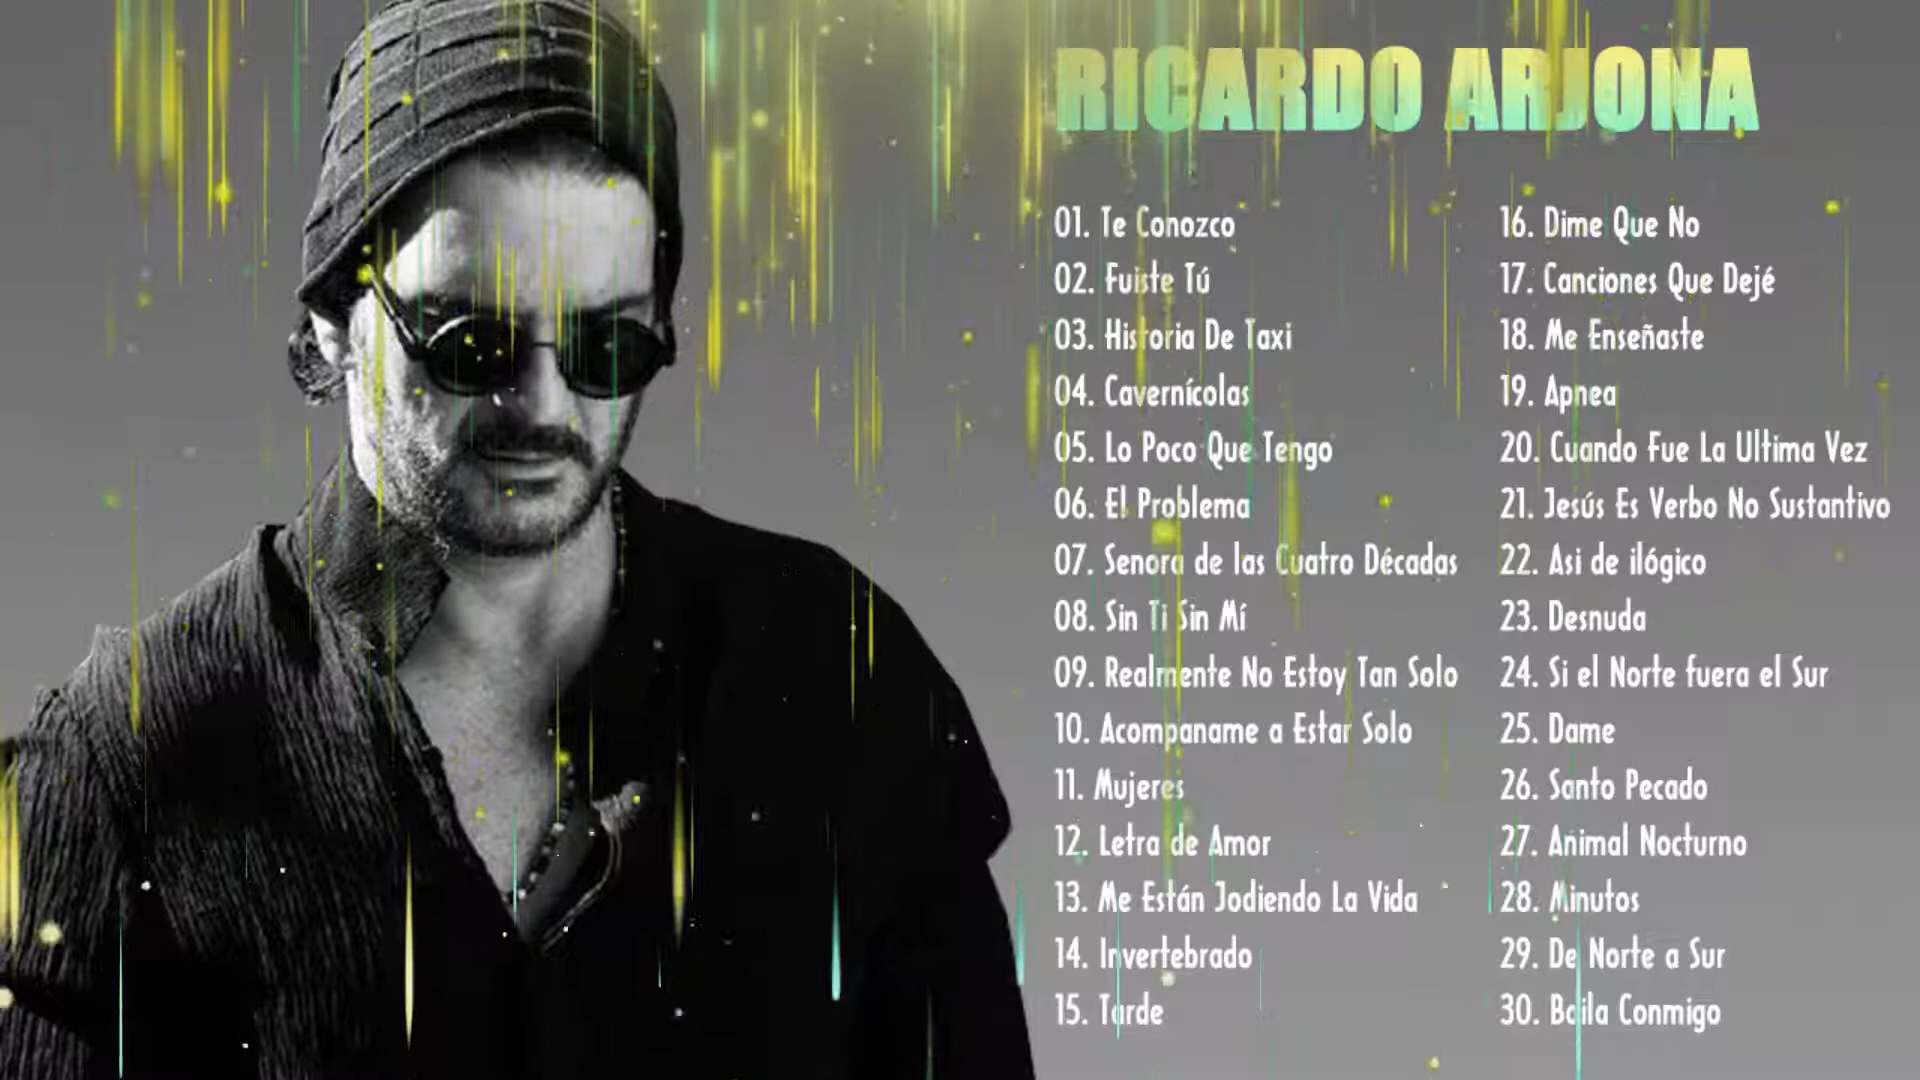 RICARDO ARJONA
01. Te Conozco
02. Fuiste Tú
03. Historia De Taxi
04. Cavernícolas
05. Lo Poco Que Tengo
06. El Problema
07. Senora de las Cuatro Décadas
08. Sin Ti Sin Mí
09. Realmente No Estoy Tan Solo
10. Acompaname a Estar Solo
11. Mujeres
12. Letra de Amor
13. Me Están Jodiendo La Vida
14. Invertebrado
15. Tarde
16. Dime Que No
17. Canciones Que Dejé
18. Me Enseñaste
19. Apnea
20. Cuando Fue La Ultima Vez
21. Jesús Es Verbo No Sustantivo
22. Asi de ilógico
23. Desnuda
24. Si el Norte fuera el Sur
25. Dame
26. Santo Pecado
27. Animal Nocturno
28. Minutos
29. De Norte a Sur
30. Baila Conmigo